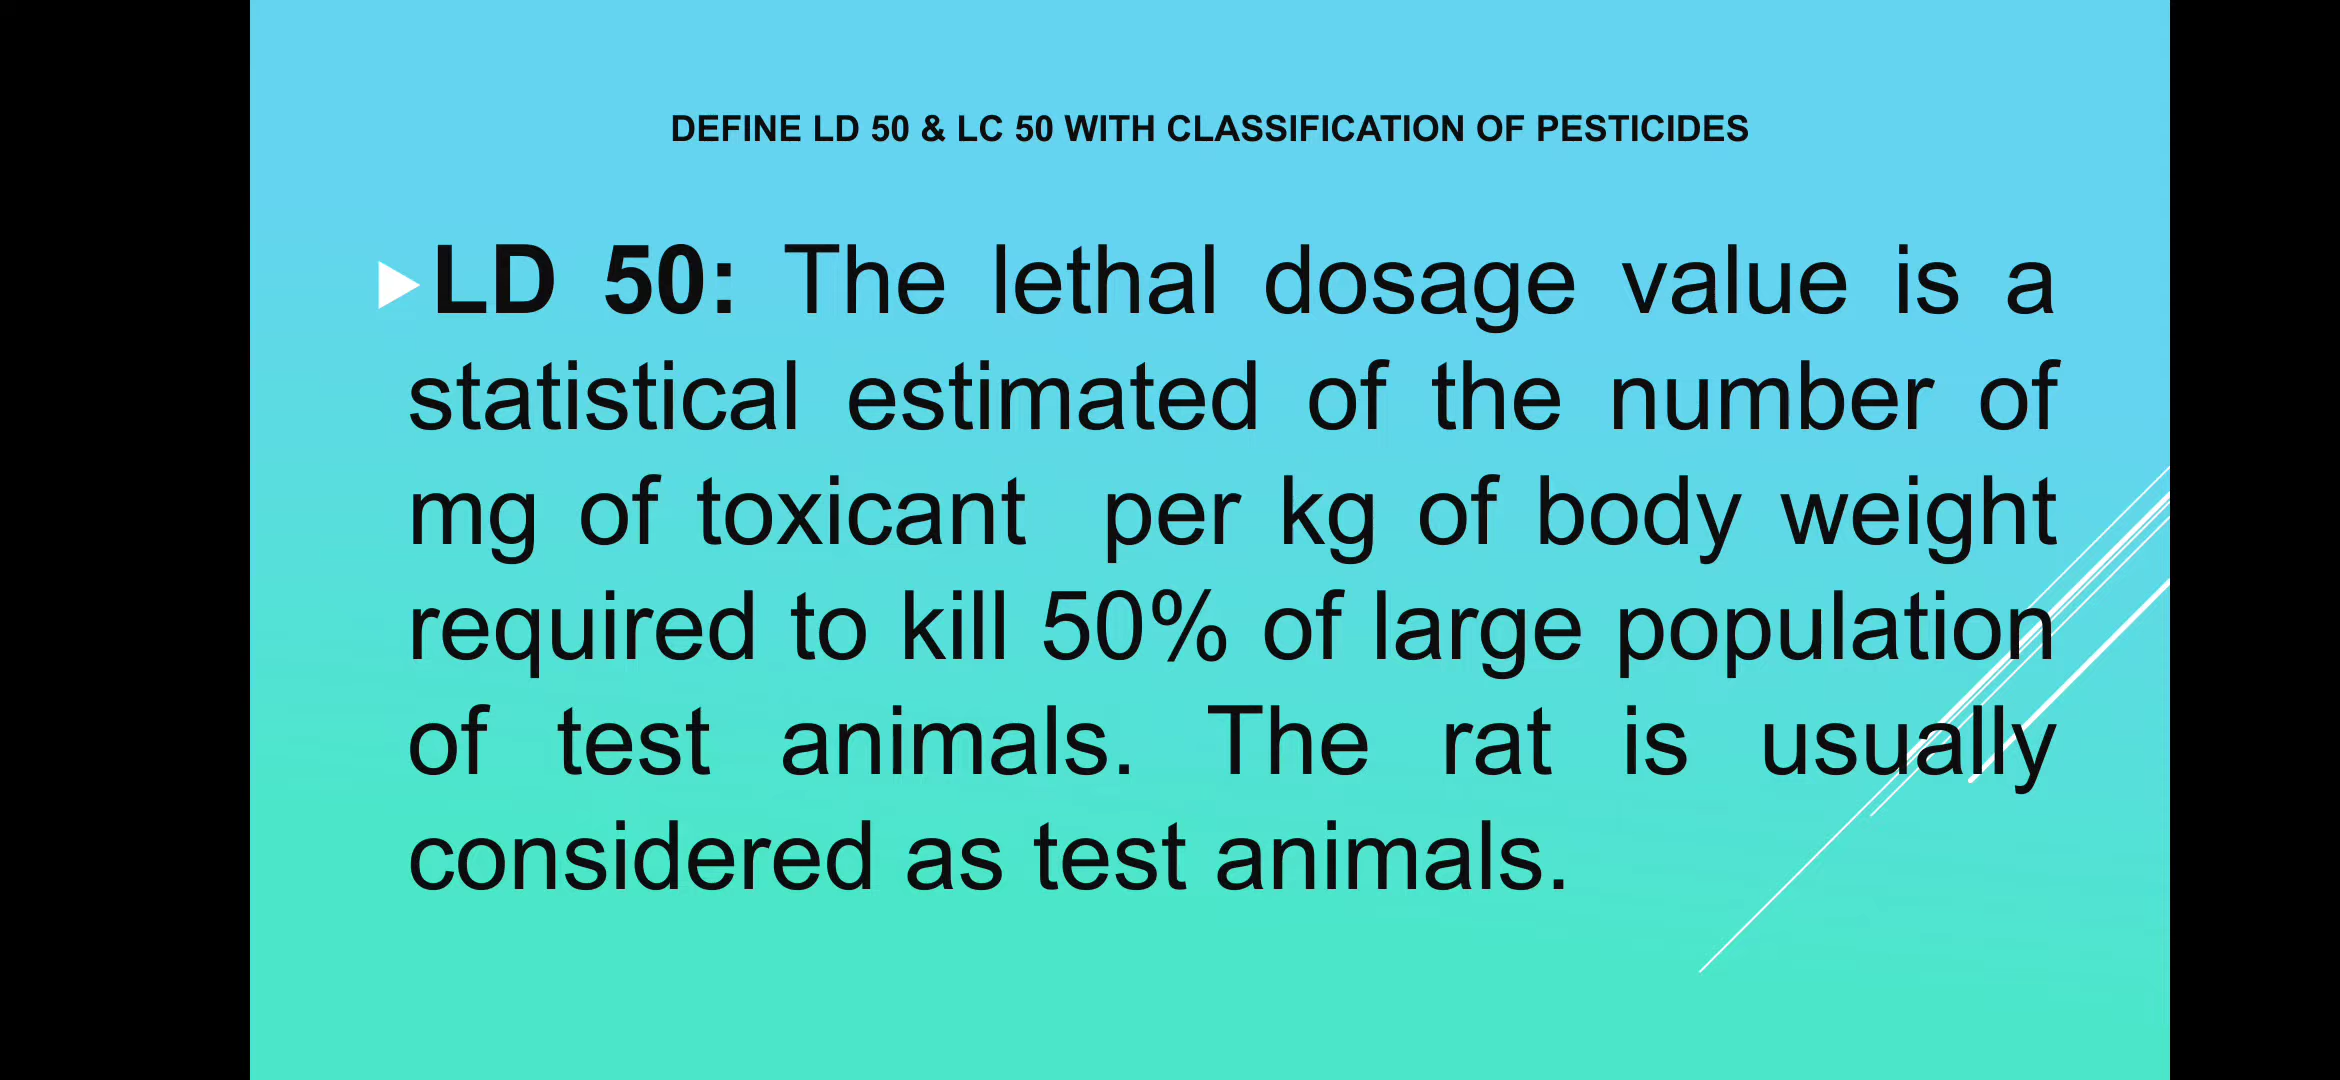 DEFINE LD 50 & LC 50 WITH CLASSIFICATION OF PESTICIDES
LD 50: The lethal dosage value is a
statistical estimated of the number of
mg of toxicant per kg of body weight
required to kill 50% of large population
of test animals. The rat is usually
considered as test animals.